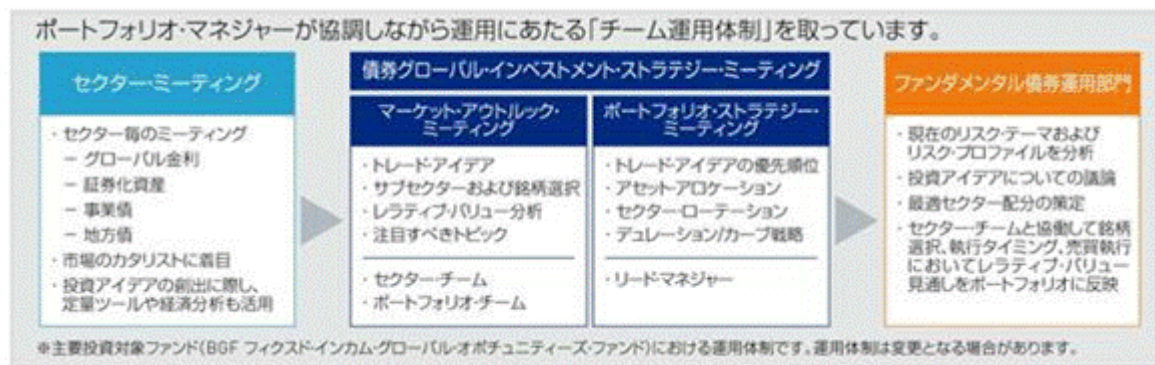 ポートフォリオ・マネジャーが協調しながら運用にあたる「チーム運用体制」を取っています。
セクター・ミーティング
・セクター毎のミーティング
－ グローバル金利
－ 証券化資産
－ 事業債
－ 地方債
・市場のカタリストに着目
・投資アイデアの創出に際し、
定量ツールや経済分析も活用
債券グローバル・インベストメント・ストラテジー・ミーティング
マーケット・アウトルック・
ミーティング
・トレード・アイデア
・サブセクターおよび銘柄選択
・レラティブ・バリュー分析
・注目すべきトピック
・セクター・チーム
・ポートフォリオ・チーム
ポートフォリオ・ストラテジー・
ミーティング
・トレード・アイデアの優先順位
・アセット・アロケーション
・セクター・ローテーション
・デュレーション/カーブ戦略
・リード・マネジャー
ファンダメンタル債券運用部門
・現在のリスク・テーマおよび
リスク・プロファイルを分析
・投資アイデアについての議論
・最適セクター配分の策定
・セクター・チームと協働して銘柄
選択、執行タイミング、売買執行
においてレラティブ・バリュー
見通しをポートフォリオに反映
※主要投資対象ファンド(BGF フィクスド・インカム・グローバル・オポチュニティーズ・ファンド)における運用体制です。運用体制は変更となる場合があります。